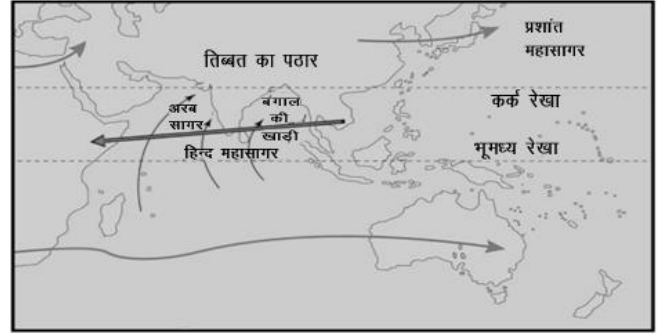 प्रशांत
महासागर
तिब्बत का पठार
अरब
सागर
बंगाल
की
खाड़ी
कर्क रेखा
हिन्द महासागर
भूमध्य रेखा